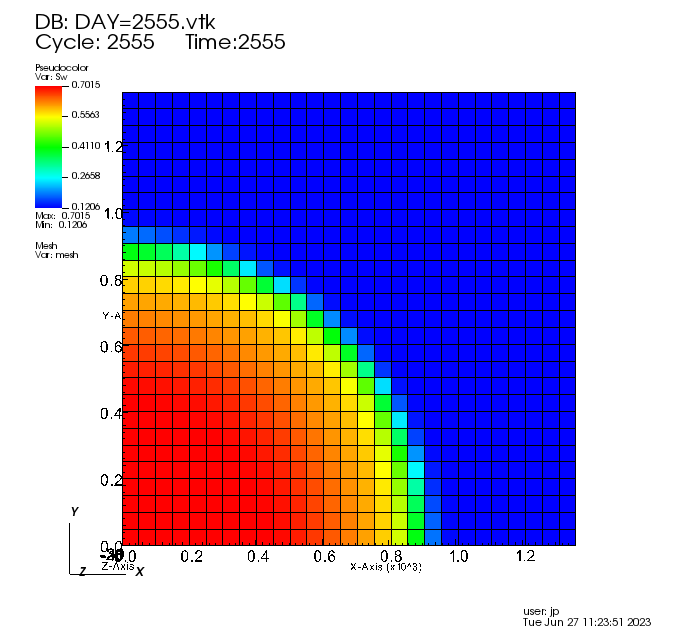 DB: DAY=2555.vtk
Cycle: 2555 Time:2555
Pseudocolor
Var: Sw
0.7015
0.5563
0.4110
0.2658
0.1206
Max: 0.7015
Min: 0.1206
Mesh
Var: mesh
1.2
1.0
0.8
Y-A
0.6
0.4
0.2
0.0
0.0 0.2 0.4 0.6 0.8 1.0 1.2
Z-Axis
X-Axis (x10^3)
Y
Z X
user: jp
Tue Jun 27 11:23:51 2023